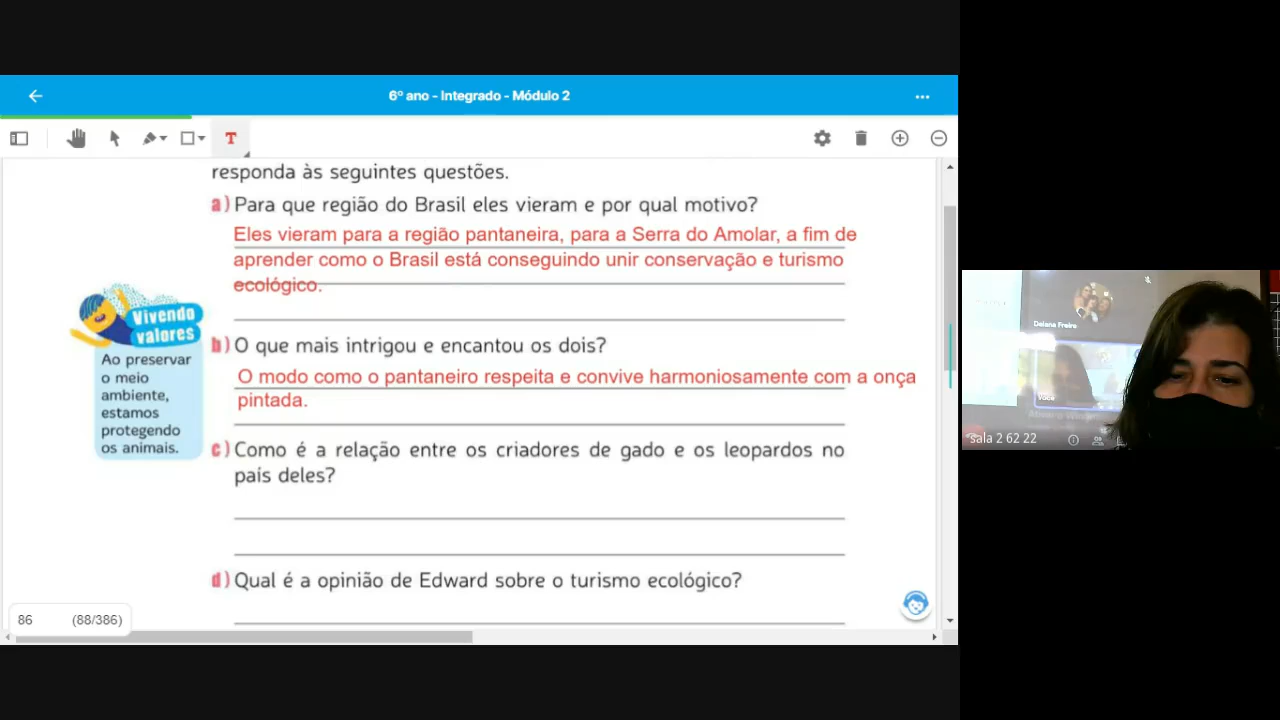 6º ano - Integrado - Módulo 2
T
responda às seguintes questões.
a) Para que região do Brasil eles vieram e por qual motivo?
Eles vieram para a região pantaneira, para a Serra do Amolar, a fim de
aprender como o Brasil está conseguindo unir conservação e turismo
ecológico.
Vivendo
valores
Ao preservar
o meio
ambiente,
estamos
protegendo
os animais.
b) O que mais intrigou e encantou os dois?
O modo como o pantaneiro respeita e convive harmoniosamente com a onça
pintada.
c) Como é a relação entre os criadores de gado e os leopardos no
país deles?
d) Qual é a opinião de Edward sobre o turismo ecológico?
86 (88/386)
Daiana Freire
Você
sala 2 62 22